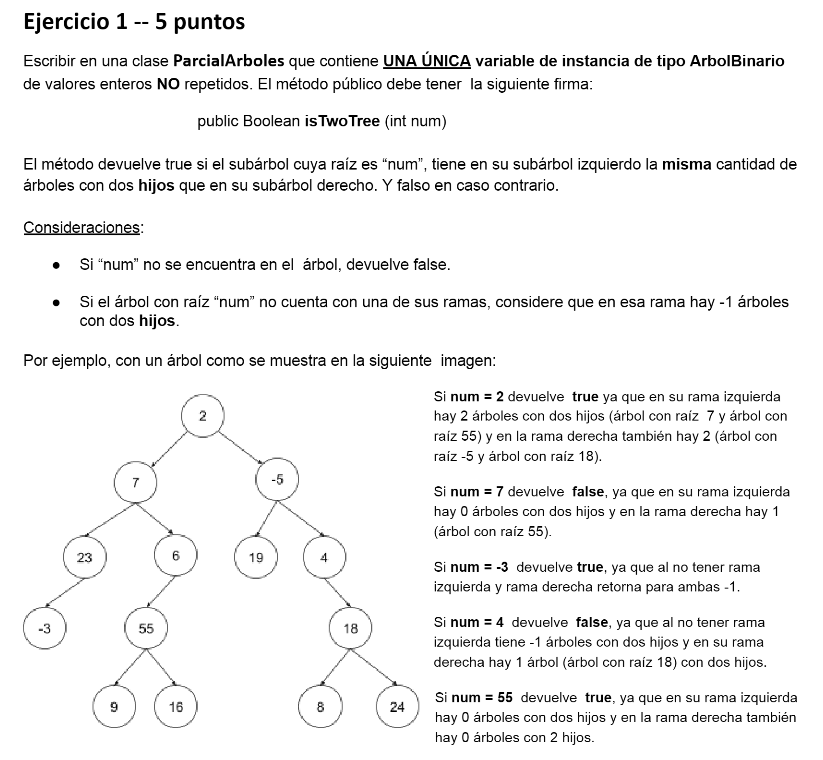 Ejercicio 1 -- 5 puntos
Escribir en una clase ParcialArboles que contiene UNA ÚNICA variable de instancia de tipo ArbolBinario
de valores enteros NO repetidos. El método público debe tener la siguiente firma:
public Boolean isTwoTree (int num)
El método devuelve true si el subárbol cuya raíz es “num”, tiene en su subárbol izquierdo la misma cantidad de
árboles con dos hijos que en su subárbol derecho. Y falso en caso contrario.
Consideraciones:
● Si “num” no se encuentra en el árbol, devuelve false.
● Si el árbol con raíz “num” no cuenta con una de sus ramas, considere que en esa rama hay -1 árboles
con dos hijos.
Por ejemplo, con un árbol como se muestra en la siguiente imagen:
2
7
-5
23
6
19
4
-3
55
18
9
16
8
24
Si num = 2 devuelve true ya que en su rama izquierda
hay 2 árboles con dos hijos (árbol con raíz 7 y árbol con
raíz 55) y en la rama derecha también hay 2 (árbol con
raíz -5 y árbol con raíz 18).
Si num = 7 devuelve false, ya que en su rama izquierda
hay 0 árboles con dos hijos y en la rama derecha hay 1
(árbol con raíz 55).
Si num = -3 devuelve true, ya que al no tener rama
izquierda y rama derecha retorna para ambas -1.
Si num = 4 devuelve false, ya que al no tener rama
izquierda tiene -1 árboles con dos hijos y en su rama
derecha hay 1 árbol (árbol con raíz 18) con dos hijos.
Si num = 55 devuelve true, ya que en su rama izquierda
hay 0 árboles con dos hijos y en la rama derecha también
hay 0 árboles con 2 hijos.